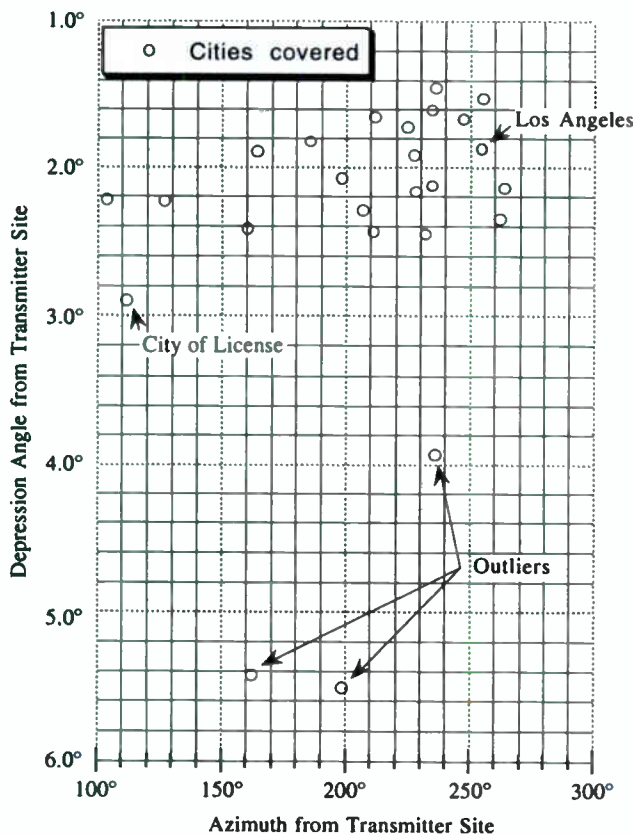 1.0°
Cities covered
Los Angeles
2.0°
3.0°
City of License
4.0°
Outliers
5.0°
6.0°
100°
150°
200°
250°
300°
Azimuth from Transmitter Site
Depression Angle from Transmitter Site